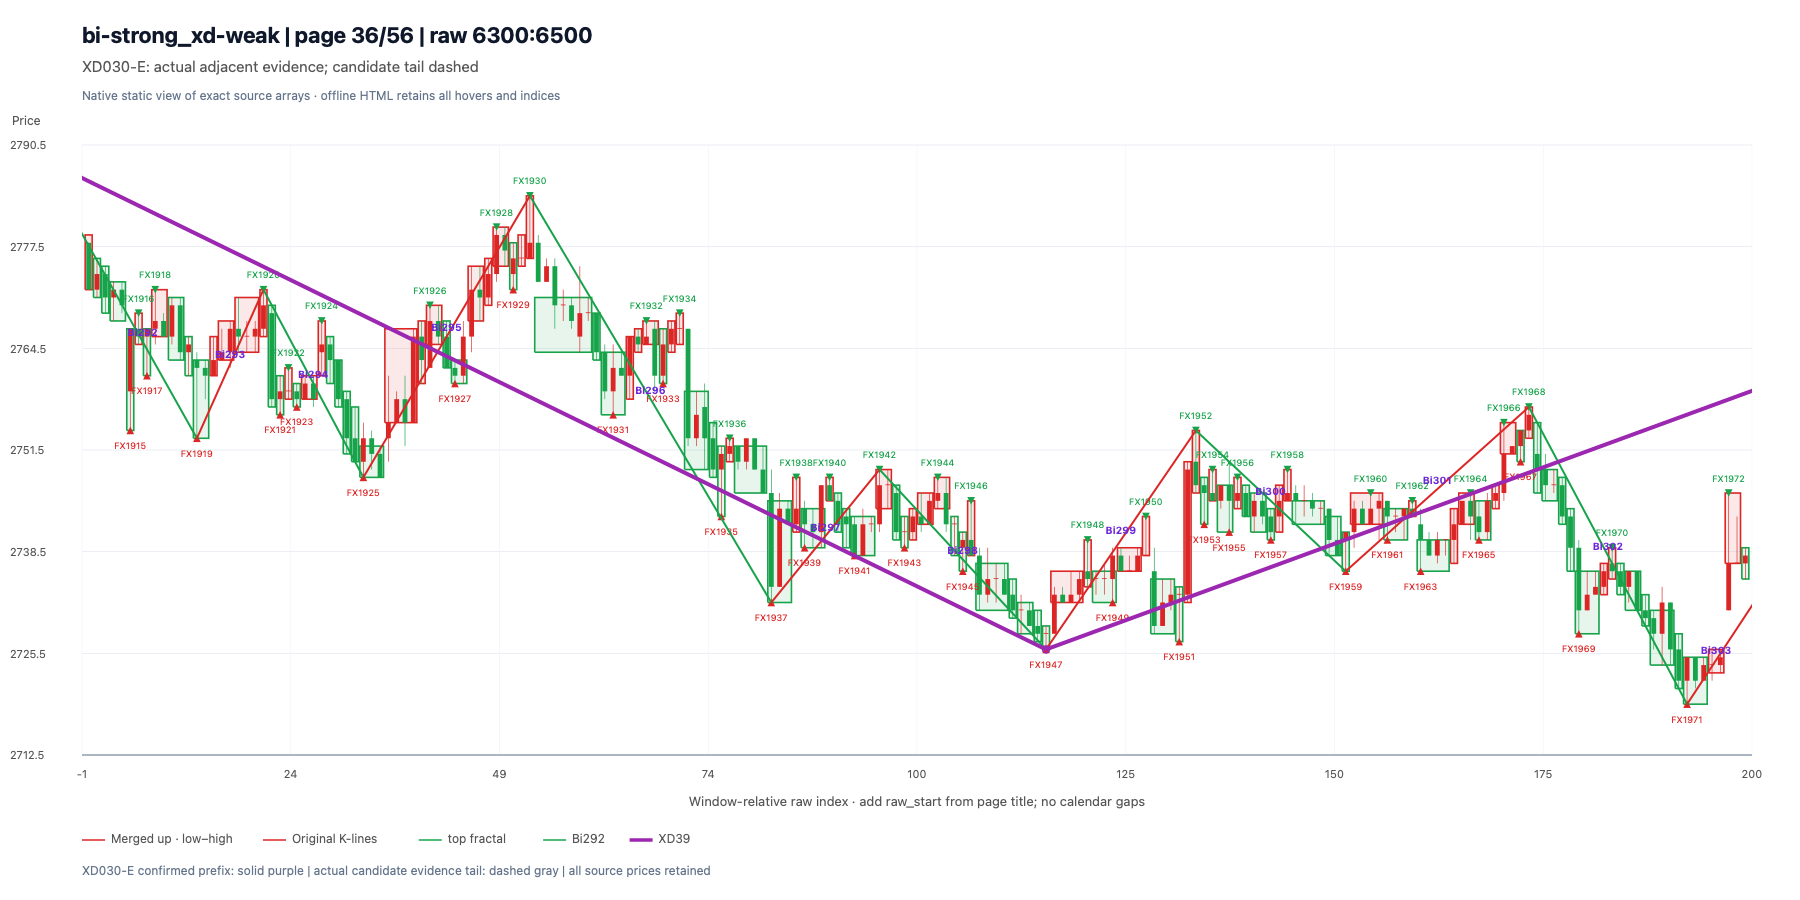 bi-strong_xd-weak | page 36/56 | raw 6300:6500
XD030-E: actual adjacent evidence; candidate tail dashed
Native static view of exact source arrays · offline HTML retains all hovers and indices
Price
2790.5
2777.5
2764.5
2751.5
2738.5
2725.5
2712.5
FX1930
FX1928
FX1918
FX1920
FX1916
FX1926
FX1929
FX1924
FX1932
FX1934
Bi292
Bi295
FX1922
Bi293
Bi294
FX1917
Bi296
FX1927
FX1933
FX1968
FX1923
FX1921
FX1931
FX1936
FX1952
FX1966
FX1915
FX1919
FX1942
FX1954
FX1938
FX1940
FX1944
FX1956
FX1958
FX1925
FX1967
FX1946
Bi300
FX1960
FX1962
Bi301
FX1964
FX1972
FX1950
FX1935
Bi297
FX1948
Bi299
FX1953
FX1970
FX1955
Bi298
FX1939
FX1941
FX1943
FX1957
FX1961
FX1965
Bi302
FX1945
FX1959
FX1963
FX1937
FX1949
FX1951
FX1947
FX1969
Bi303
FX1971
-1
24
49
74
100
125
150
175
200
Window-relative raw index · add raw_start from page title; no calendar gaps
Merged up · low–high
Original K-lines
top fractal
Bi292
XD39
XD030-E confirmed prefix: solid purple | actual candidate evidence tail: dashed gray | all source prices retained